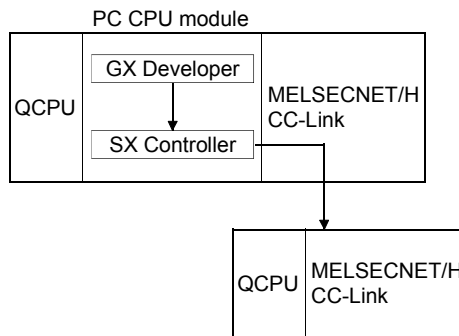 PC CPU module
GX Developer
QCPU
MELSECNET/H
CC-Link
SX Controller
QCPU
MELSECNET/H
CC-Link